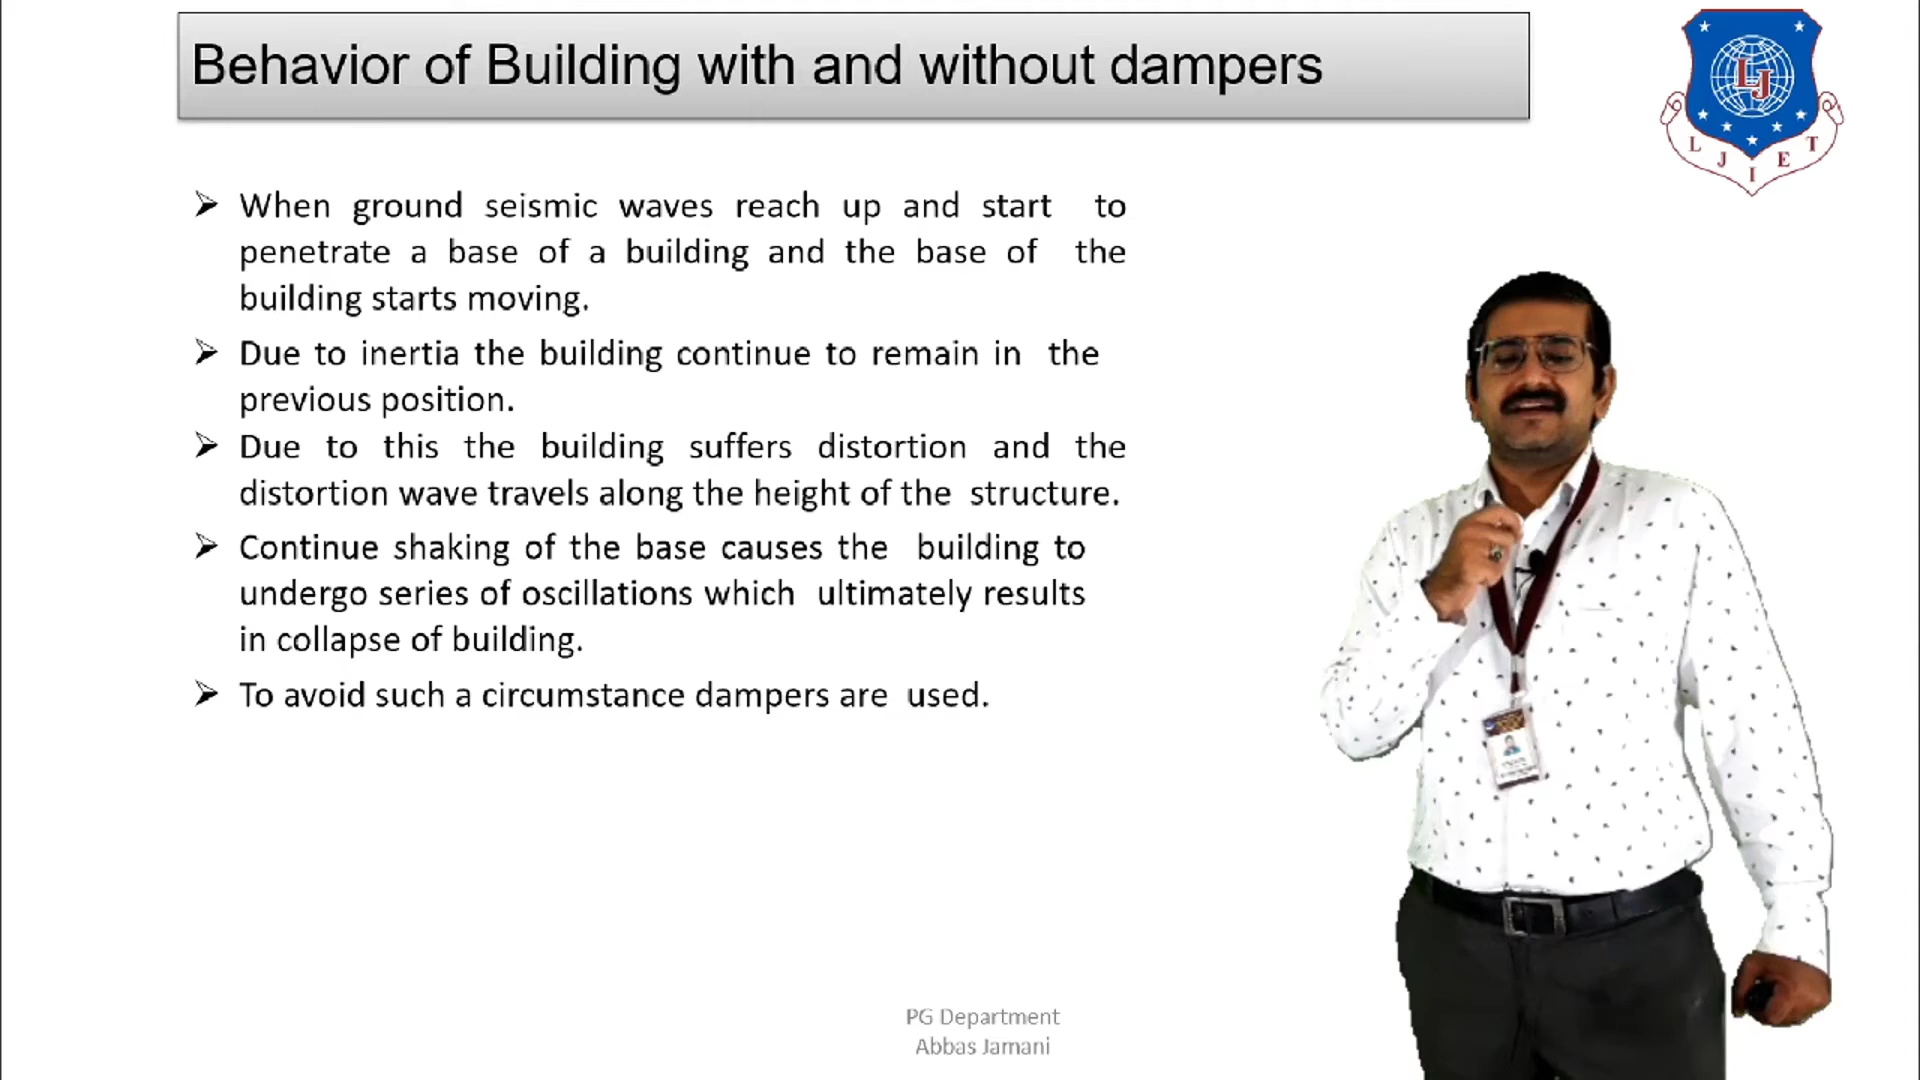 Behavior of Building with and without dampers
LJ
L J I E T
➢ When ground seismic waves reach up and start to
penetrate a base of a building and the base of the
building starts moving.
➢ Due to inertia the building continue to remain in the
previous position.
➢ Due to this the building suffers distortion and the
distortion wave travels along the height of the structure.
➢ Continue shaking of the base causes the building to
undergo series of oscillations which ultimately results
in collapse of building.
➢ To avoid such a circumstance dampers are used.
PG Department
Abbas Jamani